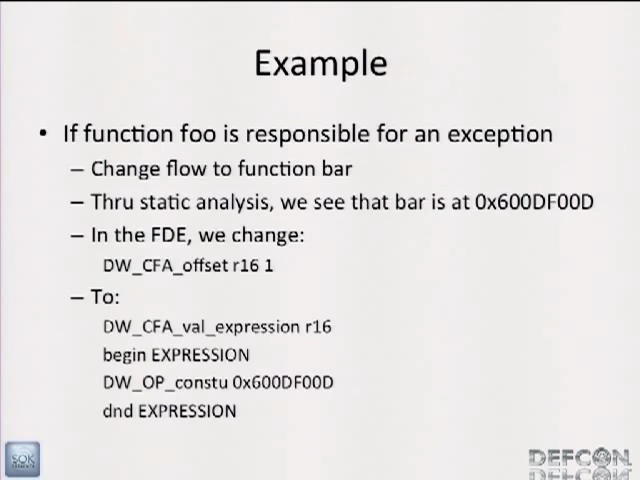 Example
• If function foo is responsible for an exception
– Change flow to function bar
– Thru static analysis, we see that bar is at 0x600DF00D
– In the FDE, we change:
DW_CFA_offset r16 1
– To:
DW_CFA_val_expression r16
begin EXPRESSION
DW_OP_constu 0x600DF00D
dnd EXPRESSION
SOK
DEFCON